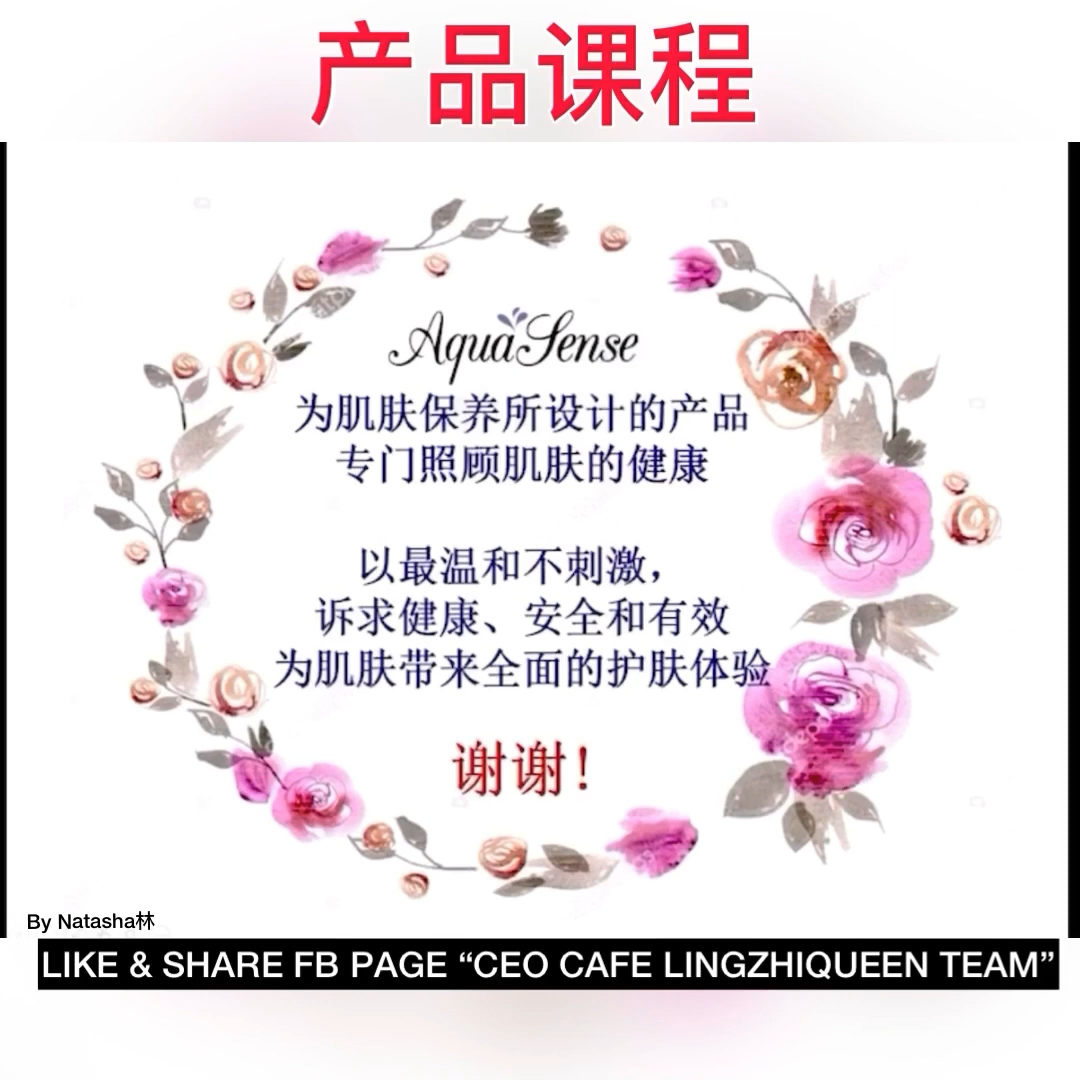 产品课程
AquaSense
为肌肤保养所设计的产品
专门照顾肌肤的健康
以最温和不刺激，
诉求健康、安全和有效
为肌肤带来全面的护肤体验
谢谢！
By Natasha林
LIKE & SHARE FB PAGE “CEO CAFE LINGZHIQUEEN TEAM”